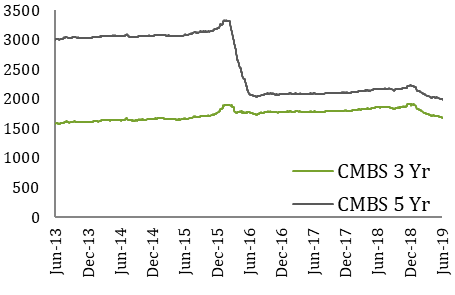 3500
3000
2500
2000
1500
1000
500
0
CMBS 3 Yr
CMBS 5 Yr
Jun-13
Dec-13
Jun-14
Dec-14
Jun-15
Dec-15
Jun-16
Dec-16
Jun-17
Dec-17
Jun-18
Dec-18
Jun-19